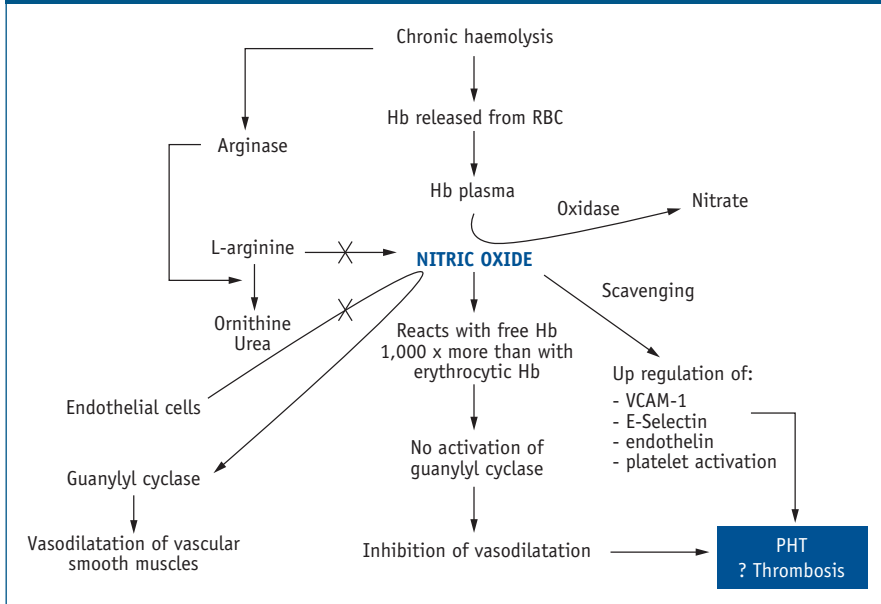 Chronic haemolysis
Hb released from RBC
Arginase
Hb plasma
Oxidase
Nitrate
L-arginine
NITRIC OXIDE
Scavenging
Ornithine
Urea
Reacts with free Hb
1,000 x more than with
erythrocytic Hb
Up regulation of:
- VCAM-1
- E-Selectin
- endothelin
- platelet activation
Endothelial cells
No activation of
guanylyl cyclase
Guanylyl cyclase
Vasodilatation of vascular
smooth muscles
Inhibition of vasodilatation
PHT
? Thrombosis